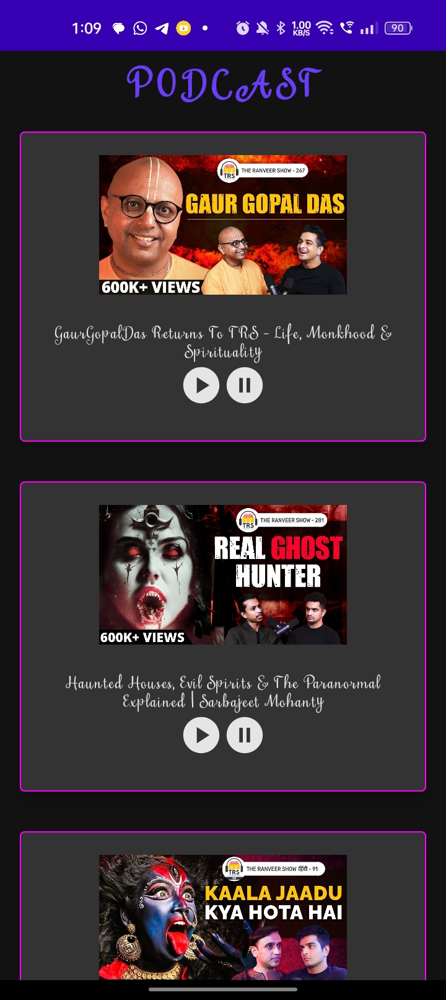 1:09
1.00
KB/S
90
PODCAST
TRS
THE RANVEER SHOW - 267
GAUR GOPAL DAS
600K+ VIEWS
GaurGopalDas Returns To TRS - Life, Monkhood &
Spirituality
TRS
THE RANVEER SHOW - 281
REAL GHOST
HUNTER
600K+ VIEWS
Haunted Houses, Evil Spirits & The Paranormal
Explained | Sarbajeet Mohanty
TRS
THE RANVEER SHOW हिंदी - 91
KAALA JAADU
KYA HOTA HAI